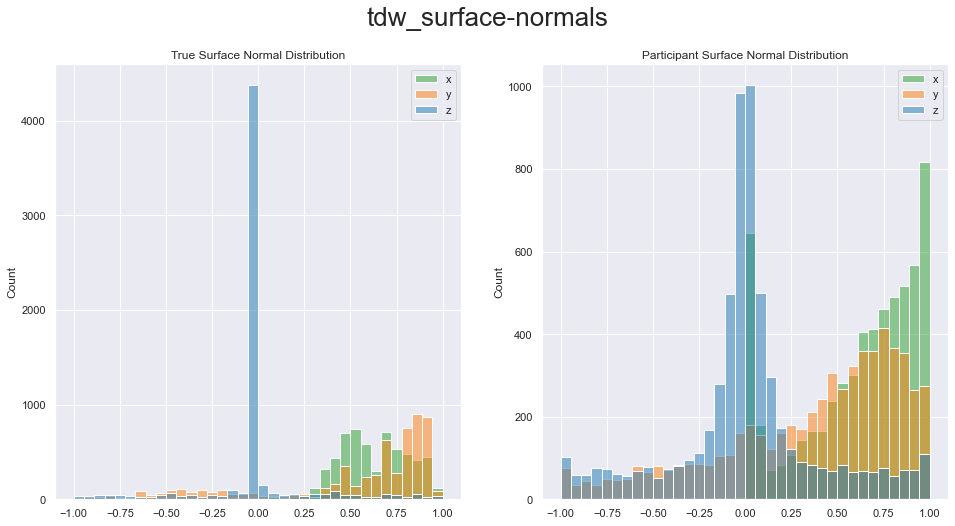 tdw_surface-normals
True Surface Normal Distribution
x
y
z
Count
4000
3000
2000
1000
0
−1.00 −0.75 −0.50 −0.25 0.00 0.25 0.50 0.75 1.00
Participant Surface Normal Distribution
x
y
z
Count
1000
800
600
400
200
0
−1.00 −0.75 −0.50 −0.25 0.00 0.25 0.50 0.75 1.00